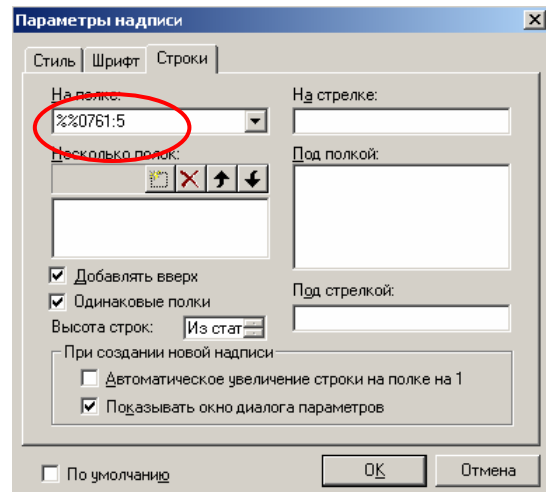 Параметры надписи
Стиль Шрифт Строки
На полке:
%%0761:5
На стрелке:
Несколько полок:
Под полкой:
Добавлять вверх
Одинаковые полки
Высота строк: Из стат
Под стрелкой:
При создании новой надписи
Автоматическое увеличение строки на полке на 1
Показывать окно диалога параметров
По умолчанию
OK
Отмена